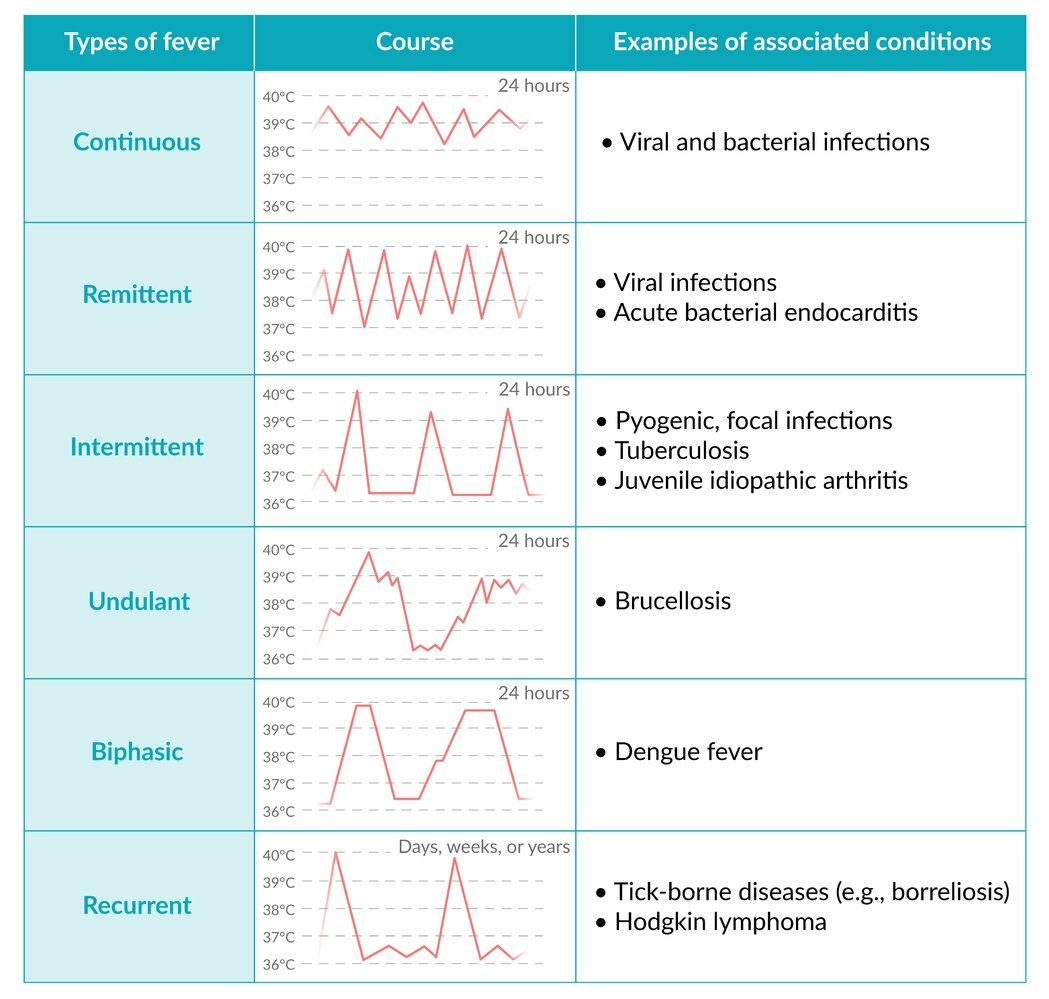 Types of fever
Course
Examples of associated conditions
Continuous
24 hours
40°C
39°C
38°C
37°C
36°C
• Viral and bacterial infections
Remittent
24 hours
40°C
39°C
38°C
37°C
36°C
• Viral infections
• Acute bacterial endocarditis
Intermittent
24 hours
40°C
39°C
38°C
37°C
36°C
• Pyogenic, focal infections
• Tuberculosis
• Juvenile idiopathic arthritis
Undulant
24 hours
40°C
39°C
38°C
37°C
36°C
• Brucellosis
Biphasic
24 hours
40°C
39°C
38°C
37°C
36°C
• Dengue fever
Recurrent
Days, weeks, or years
40°C
39°C
38°C
37°C
36°C
• Tick-borne diseases (e.g., borreliosis)
• Hodgkin lymphoma